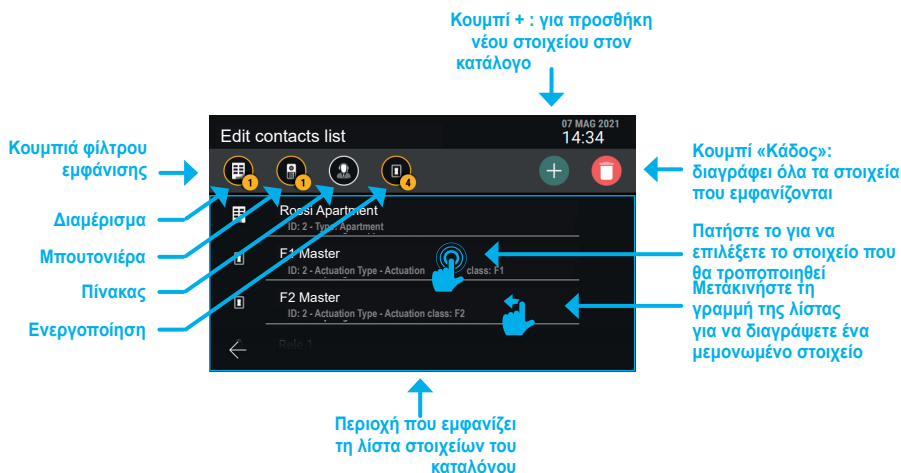 Κουμπί + : για προσθήκη
νέου στοιχείου στον
κατάλογο
07 MAG 2021
14:34
Edit contacts list
Κουμπιά φίλτρου
εμφάνισης
1
1
4
Κουμπί «Κάδος»:
διαγράφει όλα τα στοιχεία
που εμφανίζονται
Διαμέρισμα
Μπουτονιέρα
Πίνακας
Ενεργοποίηση
Rossi Apartment
ID: 2 - Type: Apartment
F1 Master
ID: 2 - Actuation Type - Actuation class: F1
F2 Master
ID: 2 - Actuation Type - Actuation class: F2
Rele 1
Πατήστε το για να
επιλέξετε το στοιχείο που
θα τροποποιηθεί
Μετακινήστε τη
γραμμή της λίστας
για να διαγράψετε ένα
μεμονωμένο στοιχείο
Περιοχή που εμφανίζει
τη λίστα στοιχείων του
καταλόνου